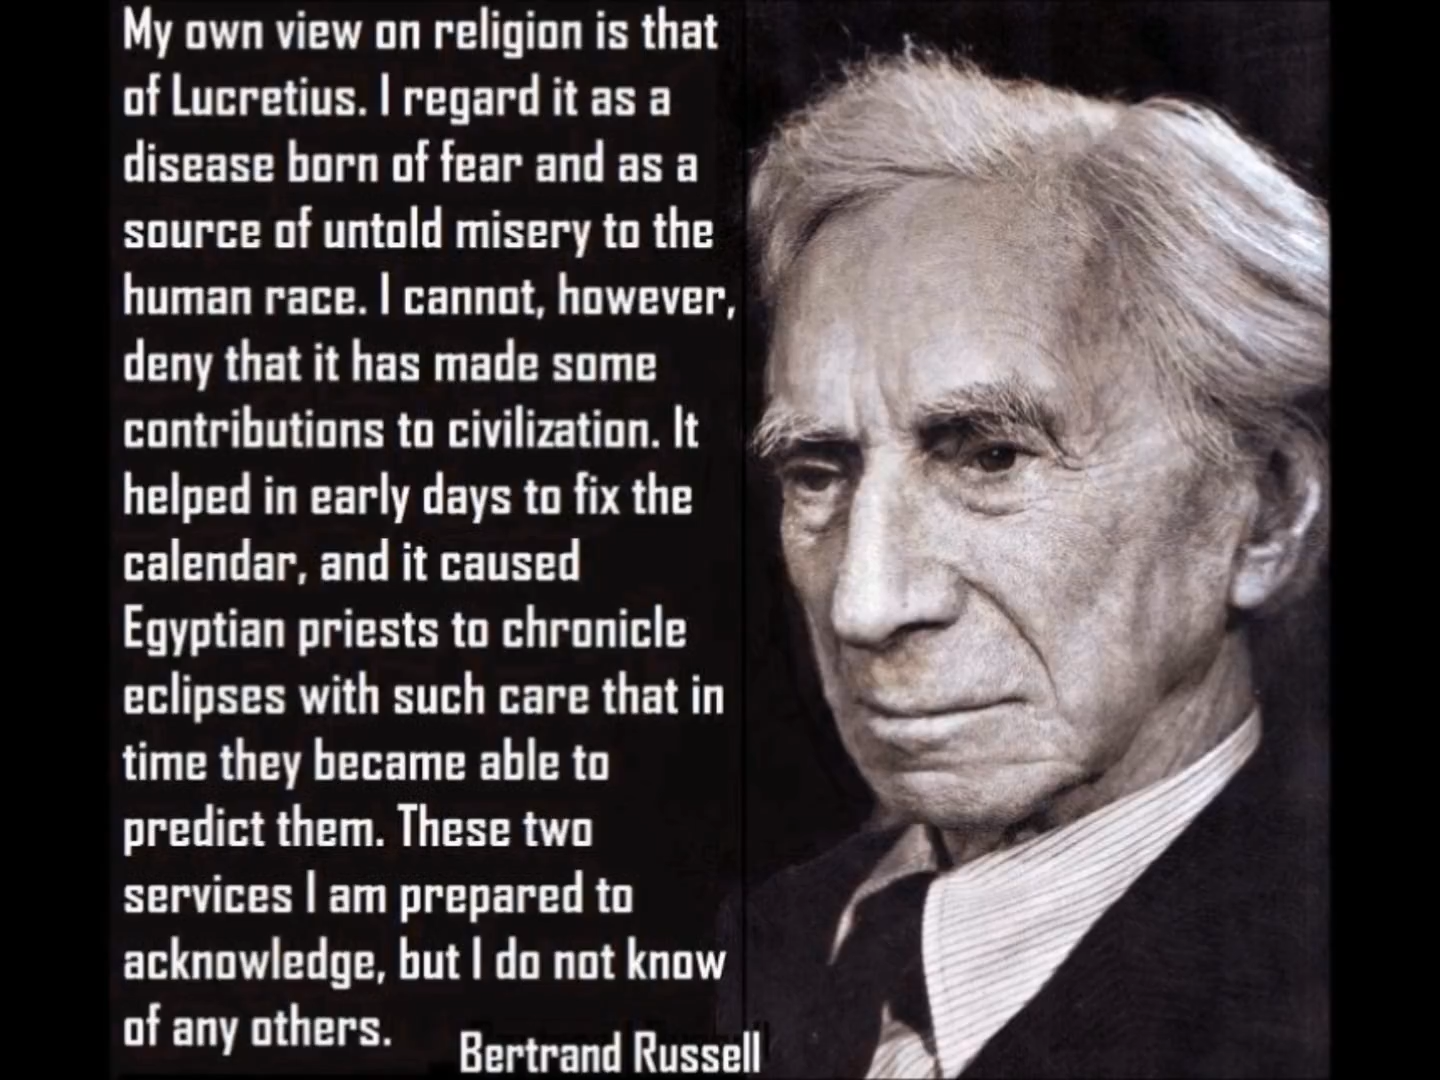 My own view on religion is that
of Lucretius. I regard it as a
disease born of fear and as a
source of untold misery to the
human race. I cannot, however,
deny that it has made some
contributions to civilization. It
helped in early days to fix the
calendar, and it caused
Egyptian priests to chronicle
eclipses with such care that in
time they became able to
predict them. These two
services I am prepared to
acknowledge, but I do not know
of any others.
Bertrand Russell